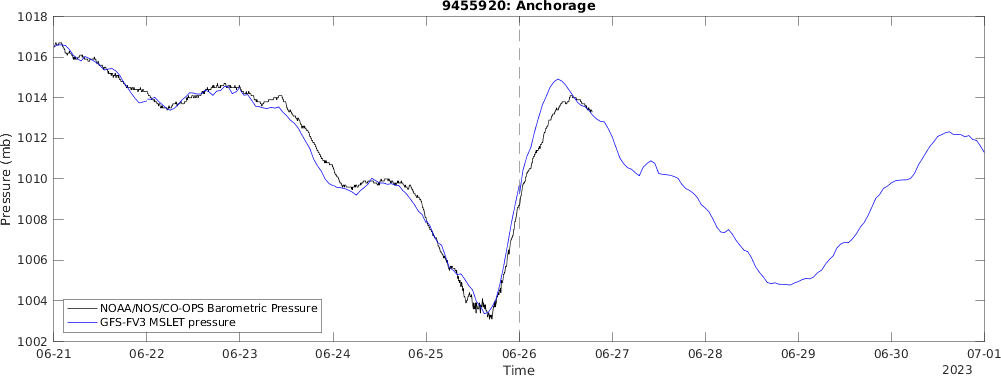 9455920: Anchorage
1018
1016
1014
1012
1010
1008
1006
1004
1002
Pressure (mb)
NOAA/NOS/CO-OPS Barometric Pressure
GFS-FV3 MSLET pressure
06-21 06-22 06-23 06-24 06-25 06-26 06-27 06-28 06-29 06-30 07-01
Time
2023